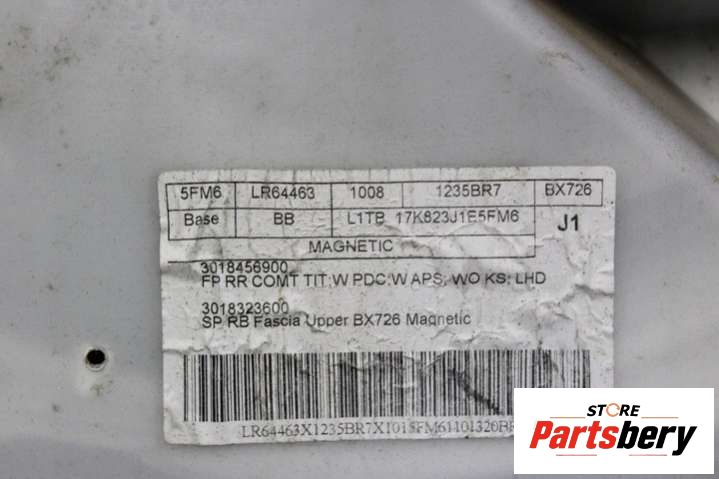 5FM6 LR64463 1008 1235BR7 BX726
Base BB L1TB 17K823J1E5FM6 J1
MAGNETIC
3018456900
FP RR COMT TIT;W PDC;W APS; WO KS; LHD
3018323600
SP RB Fascia Upper BX726 Magnetic
STORE
Partsbery